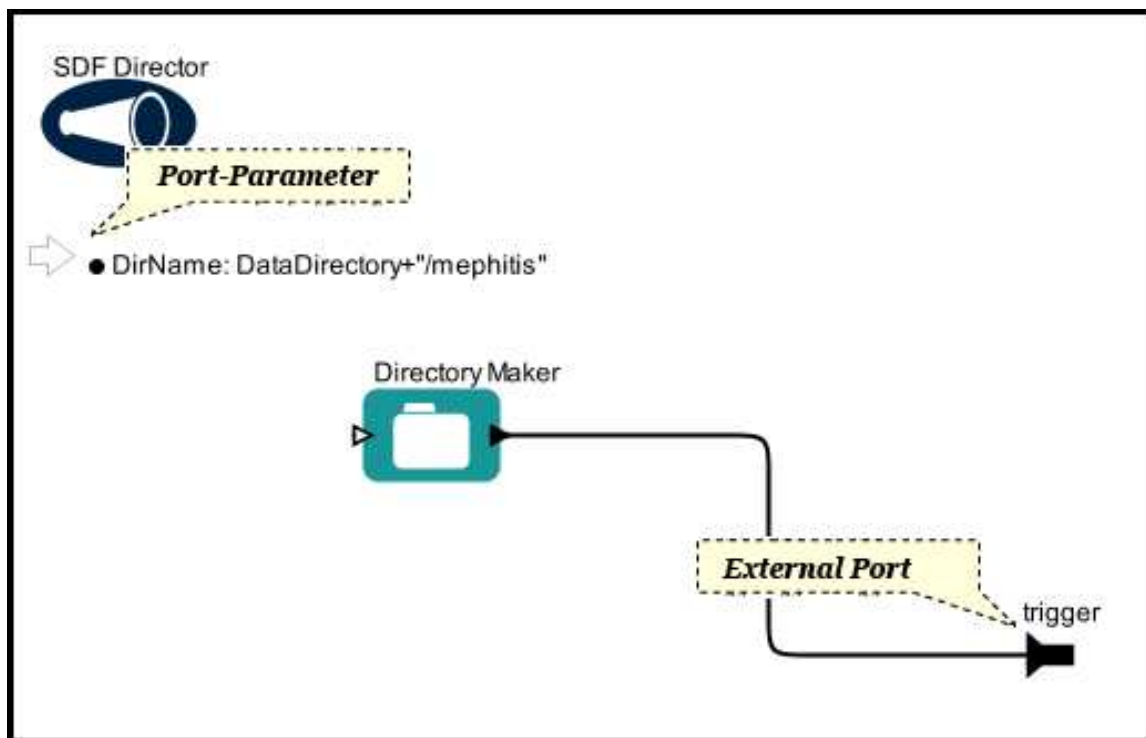 SDF Director
Port-Parameter
DirName: DataDirectory+"/mephitis"
Directory Maker
External Port
trigger